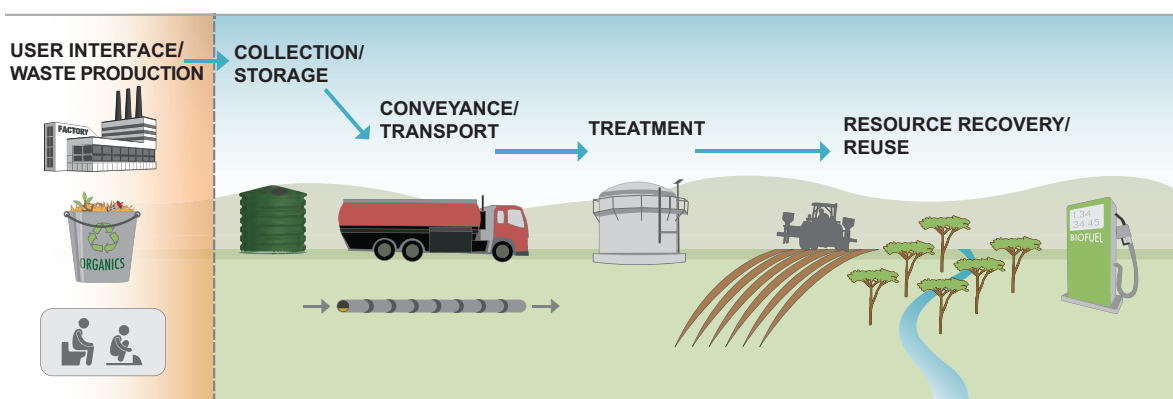 USER INTERFACE/
WASTE PRODUCTION
COLLECTION/
STORAGE
CONVEYANCE/
TRANSPORT
TREATMENT
RESOURCE RECOVERY/
REUSE
FACTORY
ORGANICS
1.34
34.45
BIOFUEL